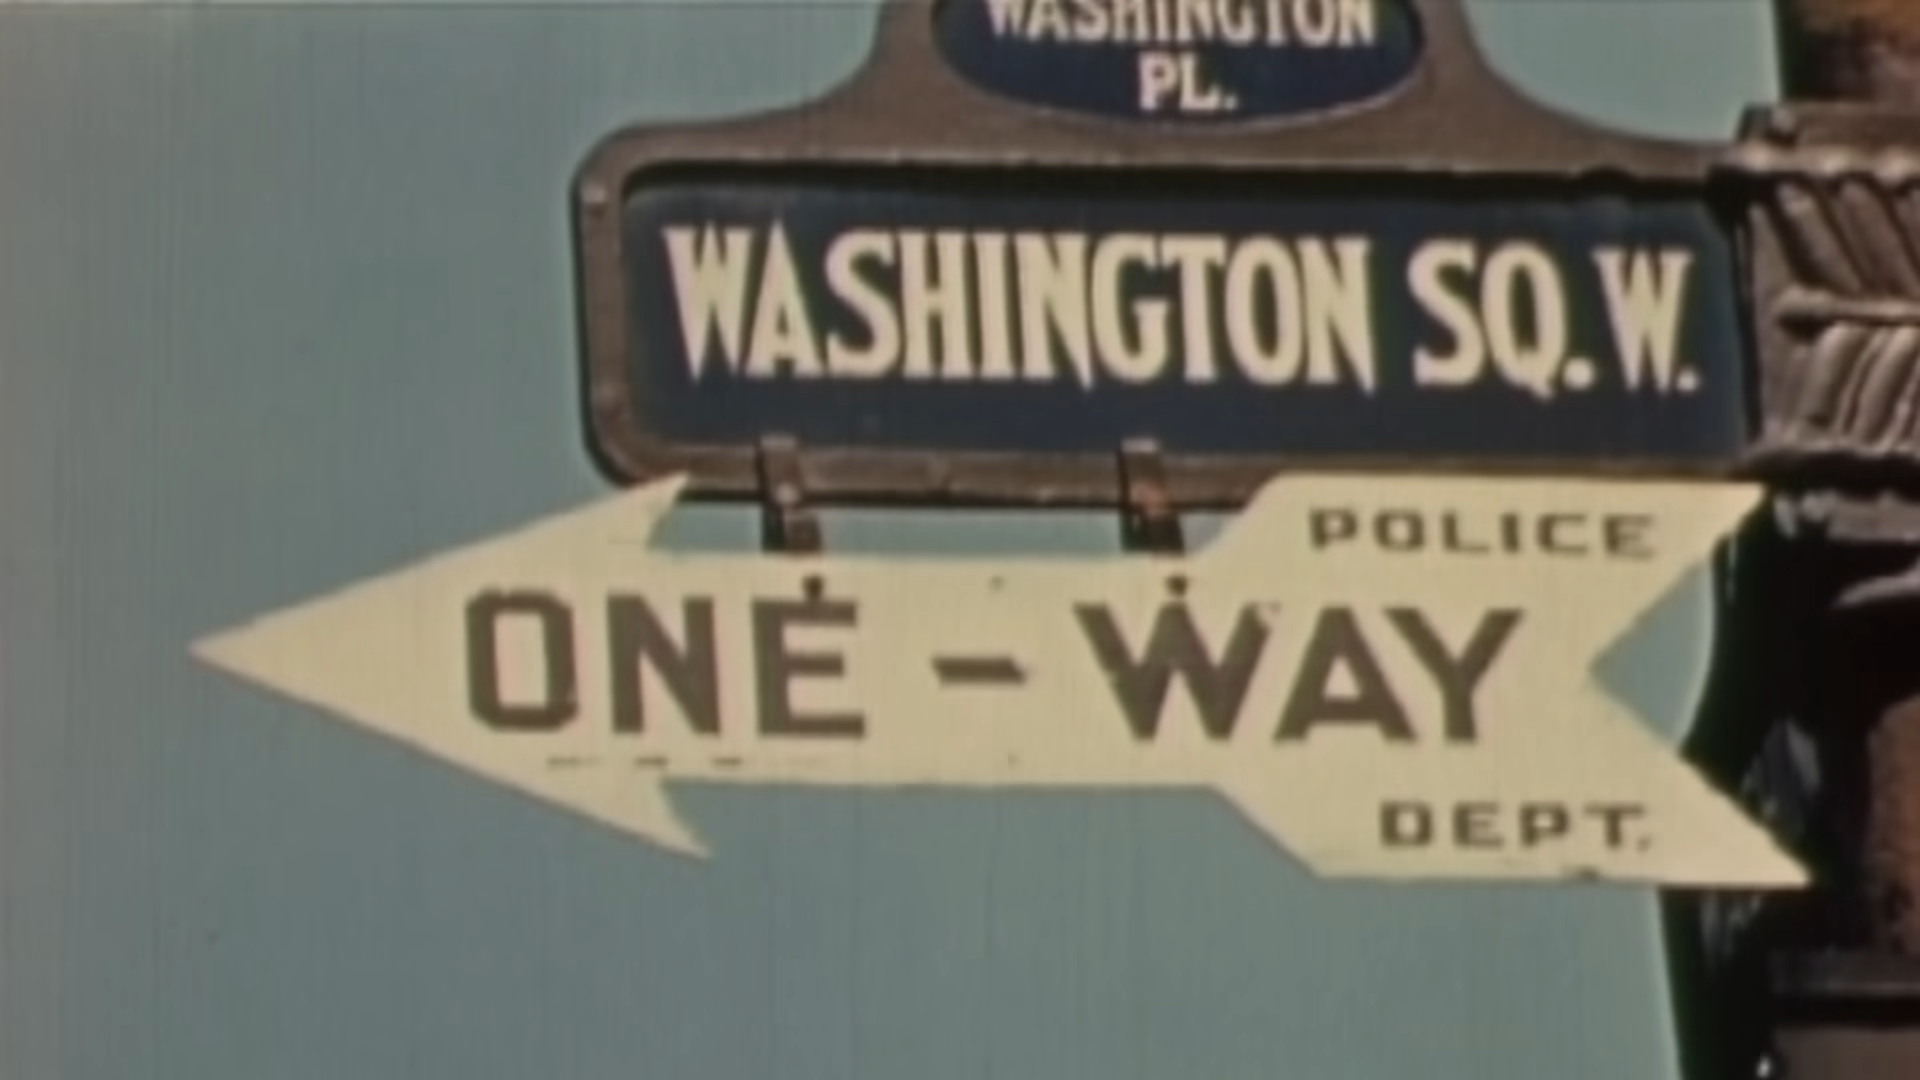 WASHINGTON
PL.
WASHINGTON SQ. W.
POLICE
ONE - WAY
DEPT.